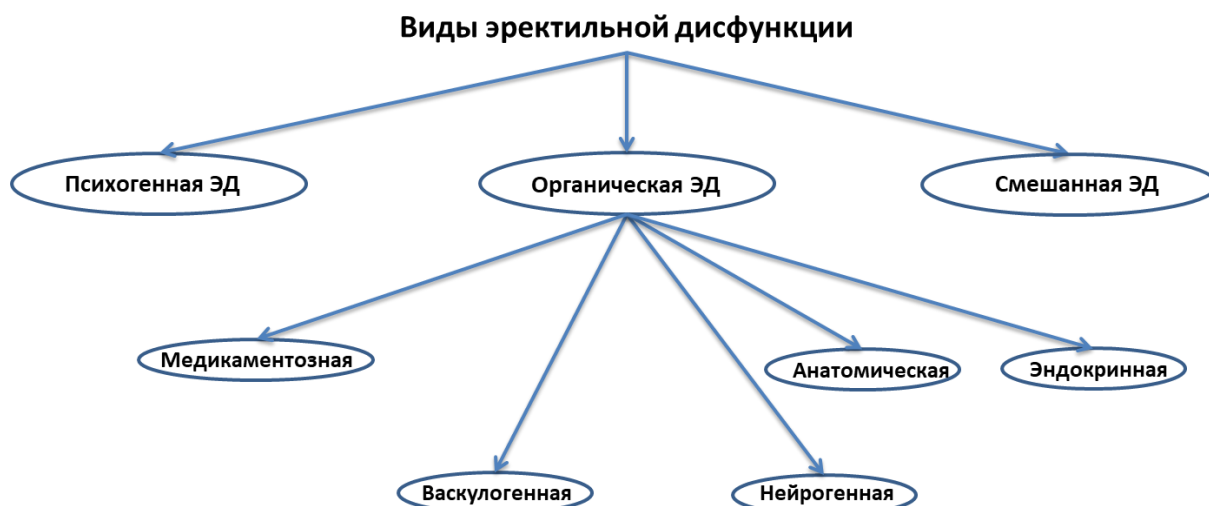 Виды эректильной дисфункции
Психогенная ЭД
Органическая ЭД
Смешанная ЭД
Медикаментозная
Анатомическая
Эндокринная
Васкулогенная
Нейрогенная